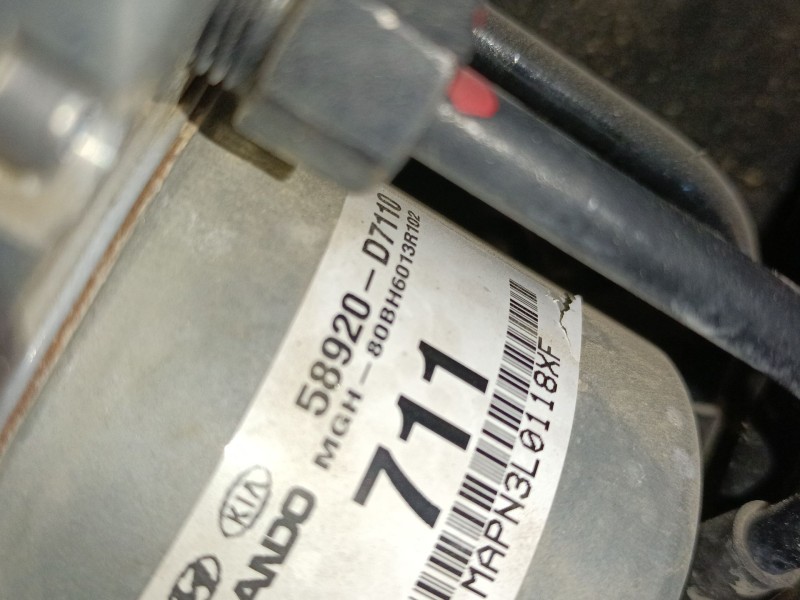 58920-D7110
MGH-80BH6013R102
KIA
ANDO
711
MAPN3L0118XF